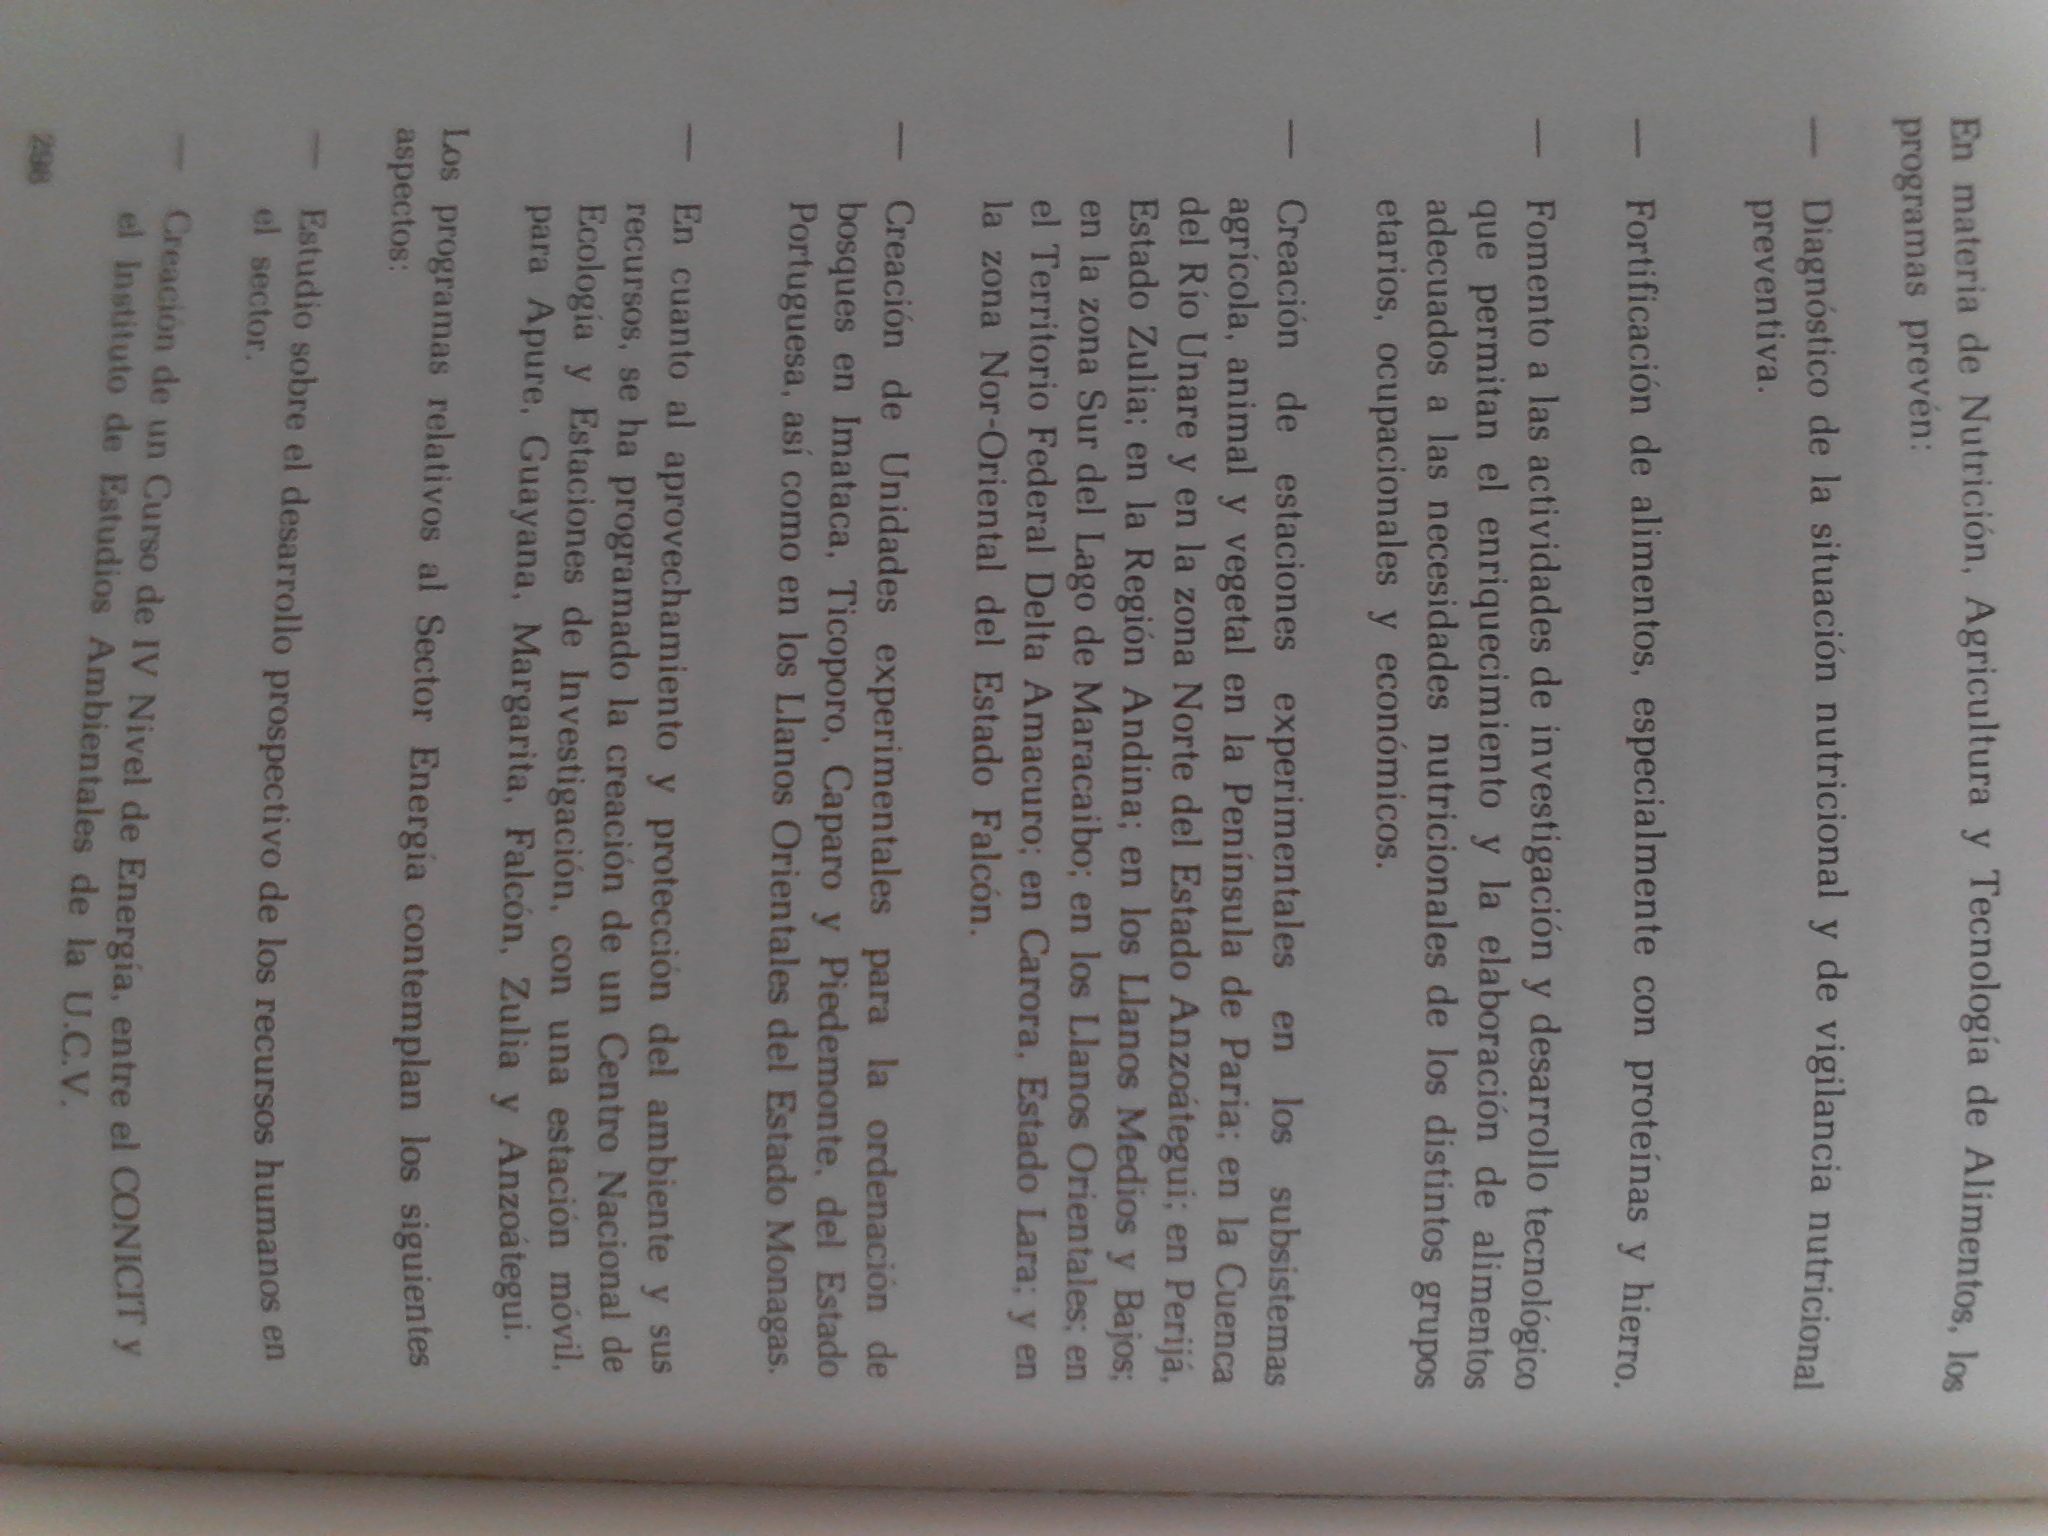 En materia de Nutrición, Agricultura y Tecnología de Alimentos, los
programas prevén:
— Diagnóstico de la situación nutricional y de vigilancia nutricional
preventiva.
— Fortificación de alimentos, especialmente con proteínas y hierro.
— Fomento a las actividades de investigación y desarrollo tecnológico
que permitan el enriquecimiento y la elaboración de alimentos
adecuados a las necesidades nutricionales de los distintos grupos
etarios, ocupacionales y económicos.
— Creación de estaciones experimentales en los subsistemas
agrícola, animal y vegetal en la Península de Paria; en la Cuenca
del Río Unare y en la zona Norte del Estado Anzoátegui; en Perijá,
Estado Zulia; en la Región Andina; en los Llanos Medios y Bajos;
en la zona Sur del Lago de Maracaibo; en los Llanos Orientales; en
el Territorio Federal Delta Amacuro; en Carora, Estado Lara; y en
la zona Nor-Oriental del Estado Falcón.
— Creación de Unidades experimentales para la ordenación de
bosques en Imataca, Ticoporo, Caparo y Piedemonte, del Estado
Portuguesa, así como en los Llanos Orientales del Estado Monagas.
— En cuanto al aprovechamiento y protección del ambiente y sus
recursos, se ha programado la creación de un Centro Nacional de
Ecología y Estaciones de Investigación, con una estación móvil,
para Apure, Guayana, Margarita, Falcón, Zulia y Anzoátegui.
Los programas relativos al Sector Energía contemplan los siguientes
aspectos:
— Estudio sobre el desarrollo prospectivo de los recursos humanos en
el sector.
— Creación de un Curso de IV Nivel de Energía, entre el CONICIT y
el Instituto de Estudios Ambientales de la U.C.V.
298